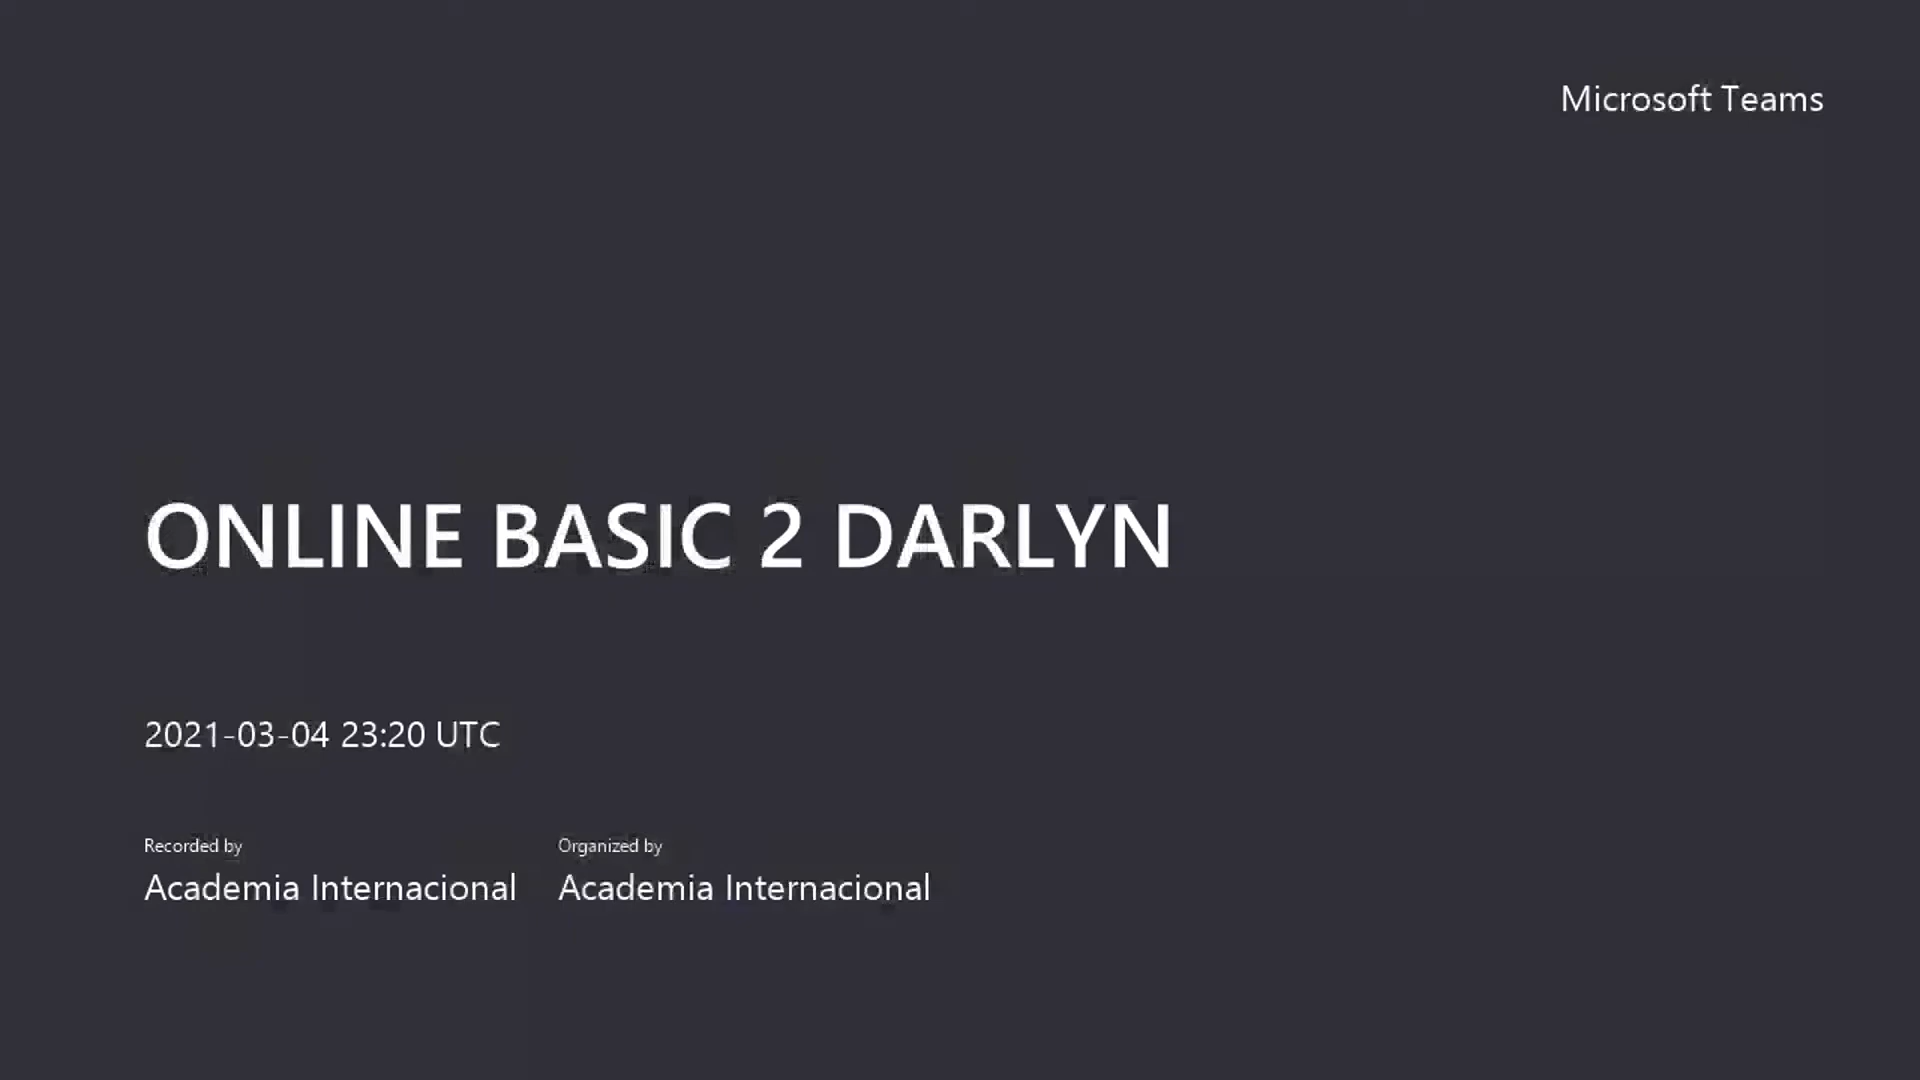 Microsoft Teams
ONLINE BASIC 2 DARLYN
2021-03-04 23:20 UTC
Recorded by
Academia Internacional
Organized by
Academia Internacional